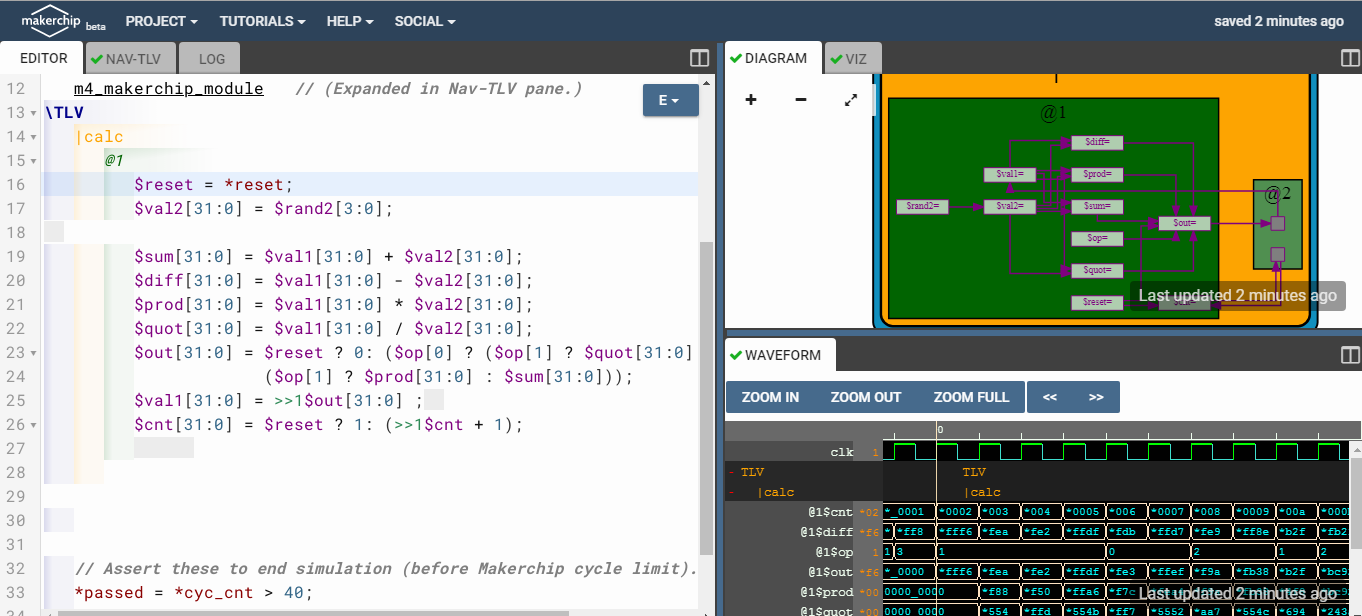 makerchip beta PROJECT TUTORIALS HELP SOCIAL saved 2 minutes ago
EDITOR NAV-TLV LOG
12 m4_makerchip_module // (Expanded in Nav-TLV pane.)
E
13 \TLV
14 |calc
15 @1
16 $reset = *reset;
17 $val2[31:0] = $rand2[3:0];
18
19 $sum[31:0] = $val1[31:0] + $val2[31:0];
20 $diff[31:0] = $val1[31:0] - $val2[31:0];
21 $prod[31:0] = $val1[31:0] * $val2[31:0];
22 $quot[31:0] = $val1[31:0] / $val2[31:0];
23 $out[31:0] = $reset ? 0: ($op[0] ? ($op[1] ? $quot[31:0]
24 ($op[1] ? $prod[31:0] : $sum[31:0]));
25 $val1[31:0] = >>1$out[31:0] ;
26 $cnt[31:0] = $reset ? 1: (>>1$cnt + 1);
27
28
29
30
31
32 // Assert these to end simulation (before Makerchip cycle limit).
33 *passed = *cyc_cnt > 40;
DIAGRAM VIZ
@1
$diff=
$val1= $prod=
@2
$rand2= $val2= $sum=
$out=
$op=
$quot=
$reset=
Last updated 2 minutes ago
WAVEFORM
ZOOM IN ZOOM OUT ZOOM FULL << >>
0
clk 1
- TLV TLV
- |calc |calc
@1$cnt *02 *_0001 *0002 *003 *004 *0005 *006 *0007 *008 *0009 *00a
@1$diff *f6 *ff8 *fff6 *fea *fe2 *ffdf *fdb *ffd7 *fe9 *ff8e *b2f *fb2
@1$op 1 1 3 1 0 2 1 2
@1$out *f6 *_0000 *fff6 *fea *fe2 *ffdf *fe3 *ffef *f9a *fb38 *b2f *bc9
@1$prod *00 0000_0000 *f88 *f50 *ffa6 *f7c
Last updated 2 minutes ago
@1$quot *00 0000_0000 *554 *ffd *554b *ff7 *5552 *aa7 *554c *694 *243